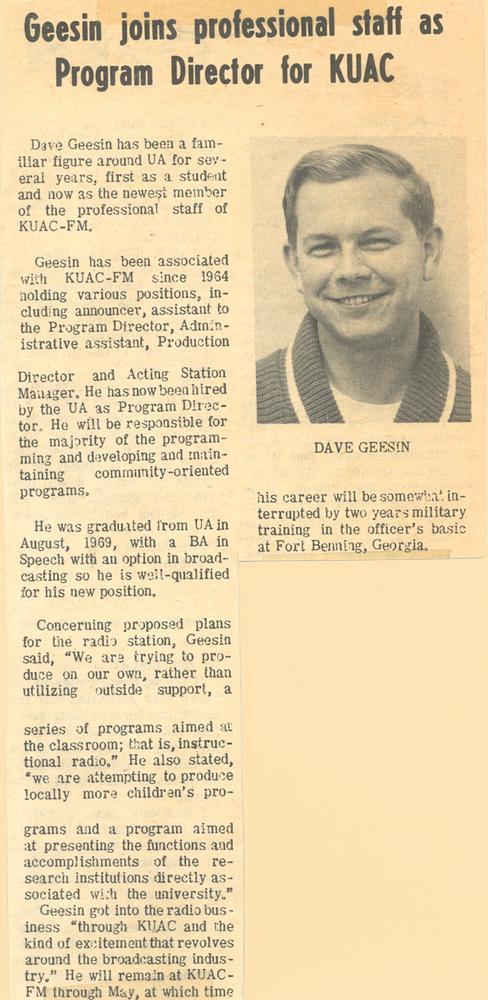 Geesin joins professional staff as
Program Director for KUAC
Dave Geesin has been a fam-
iliar figure around UA for sev-
eral years, first as a student
and now as the newest member
of the professional staff of
KUAC-FM.
Geesin has been associated
with KUAC-FM since 1964
holding various positions, in-
cluding announcer, assistant to
the Program Director, Admin-
istrative assistant, Production
Director and Acting Station
Manager. He has now been hired
by the UA as Program Direc-
tor. He will be responsible for
the majority of the program-
ming and developing and main-
taining community-oriented
programs.
He was graduated from UA in
August, 1969, with a BA in
Speech with an option in broad-
casting so he is well-qualified
for his new position.
Concerning proposed plans
for the radio station, Geesin
said, "We are trying to pro-
duce on our own, rather than
utilizing outside support, a
series of programs aimed at
the classroom; that is, instruc-
tional radio." He also stated,
"we are attempting to produce
locally more children's pro-
grams and a program aimed
at presenting the functions and
accomplishments of the re-
search institutions directly as-
sociated with the university."
Geesin got into the radio bus-
iness "through KUAC and the
kind of excitement that revolves
around the broadcasting indus-
try." He will remain at KUAC-
FM through May, at which time
DAVE GEESIN
his career will be somewhat in-
terrupted by two years military
training in the officer's basic
at Fort Benning, Georgia.